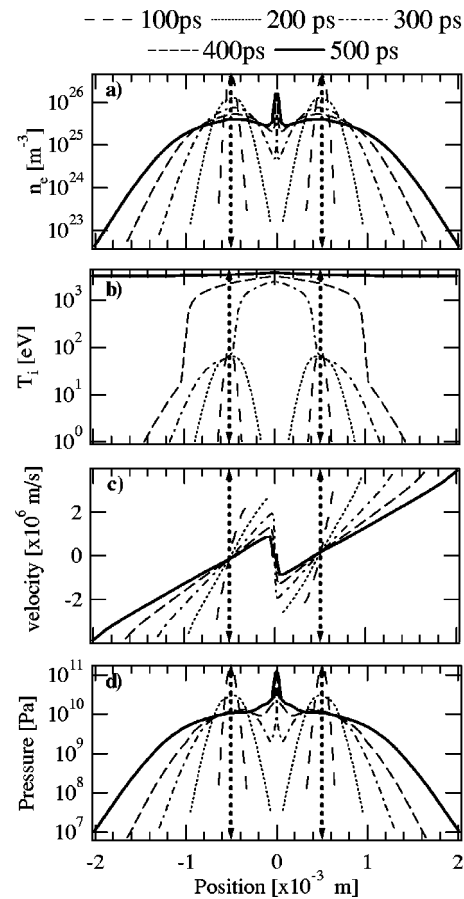 100ps 200 ps 300 ps
400ps 500 ps
a)
n_e [m^-3]
10^26
10^25
10^24
10^23
b)
T_i [eV]
10^3
10^2
10^1
10^0
c)
velocity [x10^6 m/s]
2
0
-2
d)
Pressure [Pa]
10^11
10^10
10^9
10^8
10^7
-2 -1 0 1 2
Position [x10^-3 m]